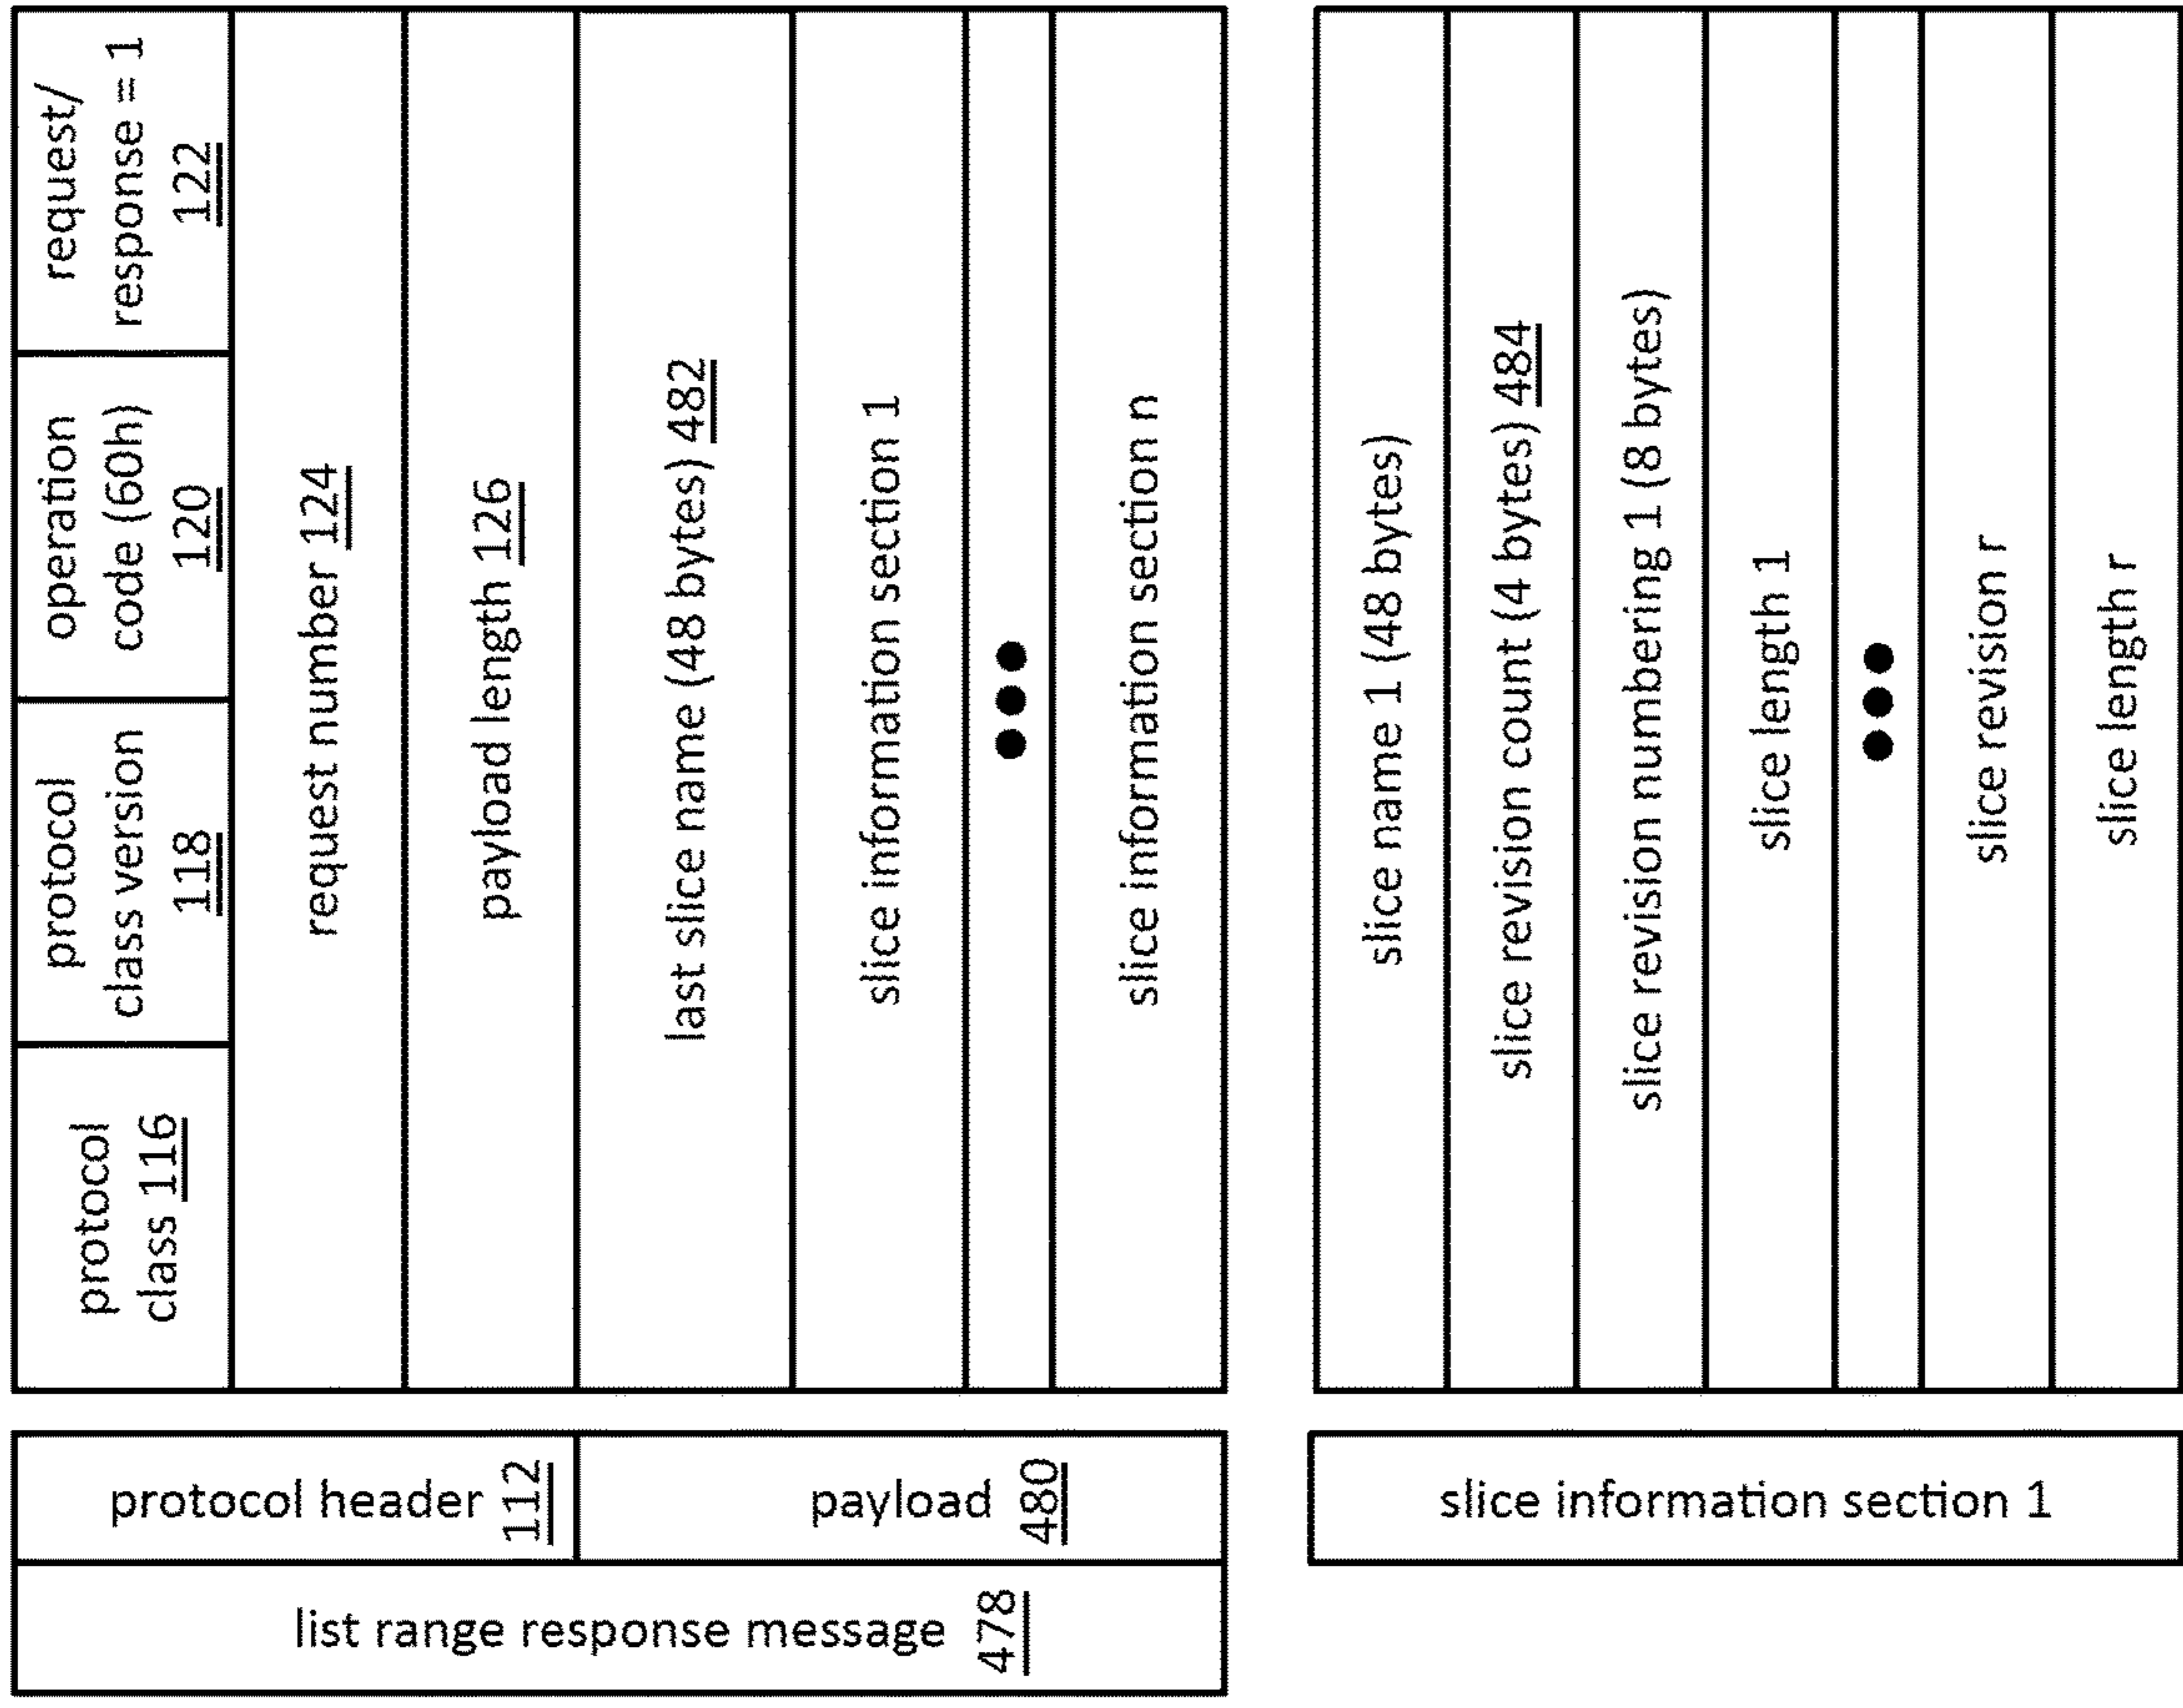 protocol
class 116
protocol
class version
118
operation
code (60h)
120
request/
response = 1
122
request number 124
payload length 126
last slice name (48 bytes) 482
slice information section 1
slice information section n
protocol header 112
payload 480
list range response message 478
slice name 1 (48 bytes)
slice revision count (4 bytes) 484
slice revision numbering 1 (8 bytes)
slice length 1
slice revision r
slice length r
slice information section 1